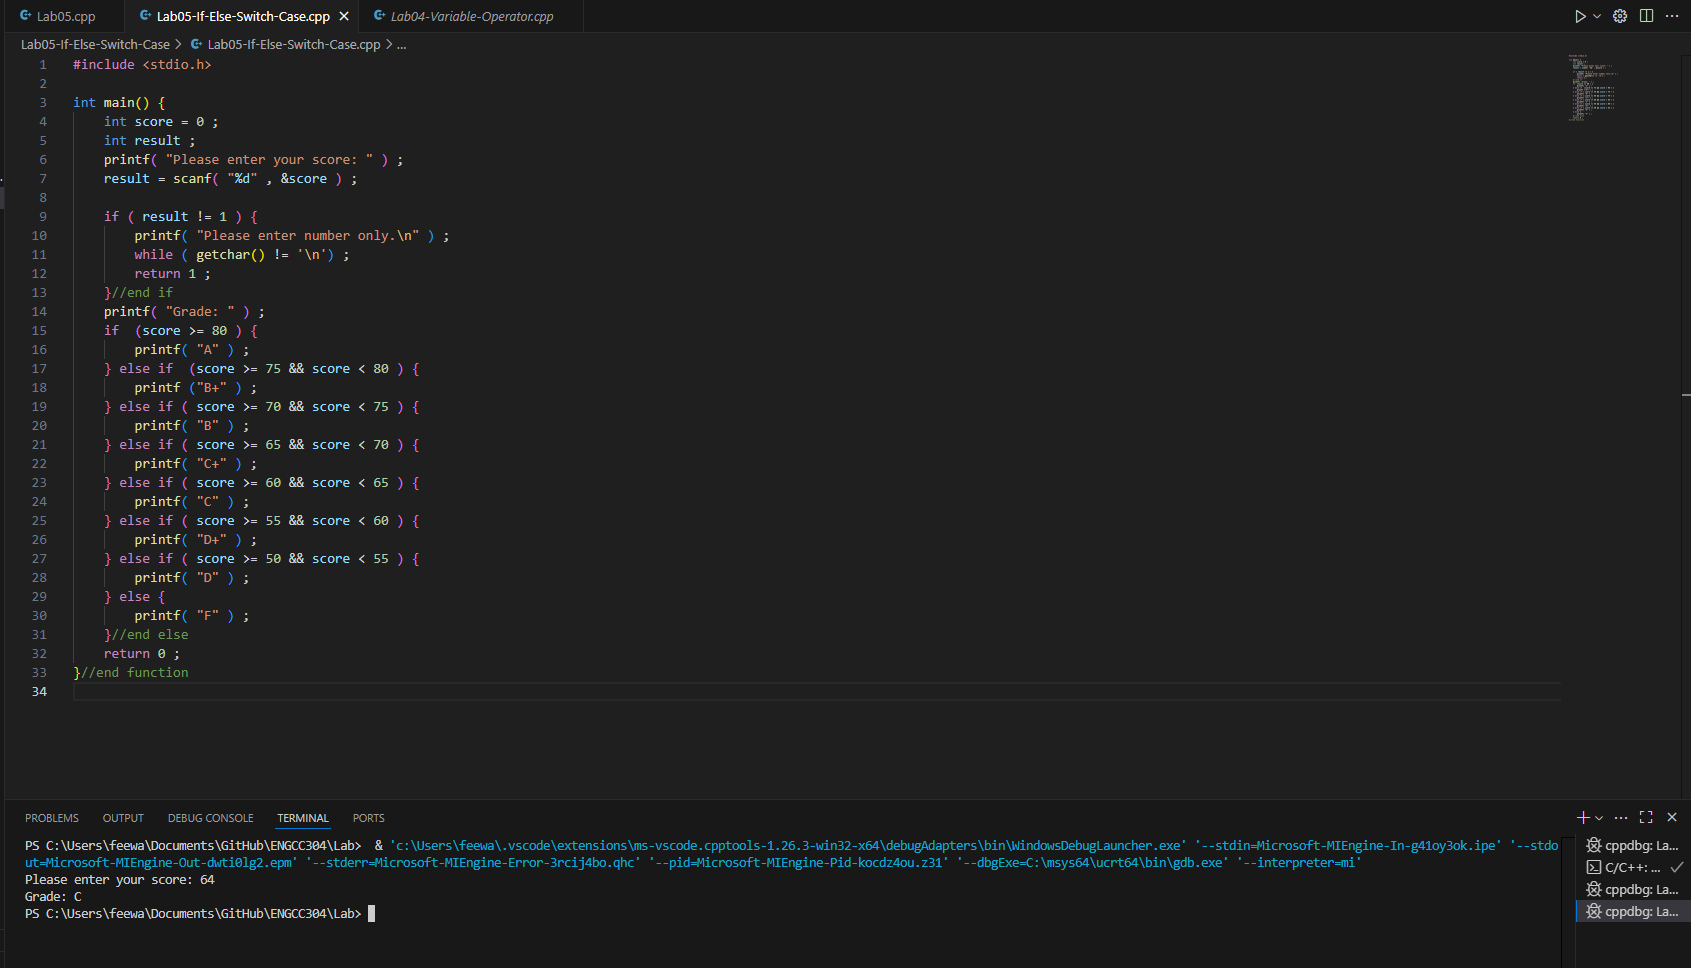 Lab05.cpp
Lab05-If-Else-Switch-Case.cpp
Lab04-Variable-Operator.cpp
Lab05-If-Else-Switch-Case > Lab05-If-Else-Switch-Case.cpp > ...
1 #include <stdio.h>
2
3 int main() {
4 int score = 0 ;
5 int result ;
6 printf( "Please enter your score: " ) ;
7 result = scanf( "%d" , &score ) ;
8
9 if ( result != 1 ) {
10 printf( "Please enter number only.\n" ) ;
11 while ( getchar() != '\n') ;
12 return 1 ;
13 }//end if
14 printf( "Grade: " ) ;
15 if  (score >= 80 ) {
16 printf( "A" ) ;
17 } else if  (score >= 75 && score < 80 ) {
18 printf ("B+" ) ;
19 } else if ( score >= 70 && score < 75 ) {
20 printf( "B" ) ;
21 } else if ( score >= 65 && score < 70 ) {
22 printf( "C+" ) ;
23 } else if ( score >= 60 && score < 65 ) {
24 printf( "C" ) ;
25 } else if ( score >= 55 && score < 60 ) {
26 printf( "D+" ) ;
27 } else if ( score >= 50 && score < 55 ) {
28 printf( "D" ) ;
29 } else {
30 printf( "F" ) ;
31 }//end else
32 return 0 ;
33 }//end function
34
PROBLEMS OUTPUT DEBUG CONSOLE TERMINAL PORTS
PS C:\Users\feewa\Documents\GitHub\ENGCC304\Lab>  & 'c:\Users\feewa\.vscode\extensions\ms-vscode.cpptools-1.26.3-win32-x64\debugAdapters\bin\WindowsDebugLauncher.exe' '--stdin=Microsoft-MIEngine-In-g41oy3ok.ipe' '--stdo
ut=Microsoft-MIEngine-Out-dwti0lg2.epm' '--stderr=Microsoft-MIEngine-Error-3rcij4bo.qhc' '--pid=Microsoft-MIEngine-Pid-kocdz4ou.z31' '--dbgExe=C:\msys64\ucrt64\bin\gdb.exe' '--interpreter=mi'
Please enter your score: 64
Grade: C
PS C:\Users\feewa\Documents\GitHub\ENGCC304\Lab>
cppdbg: La...
C/C++: ...
cppdbg: La...
cppdbg: La...